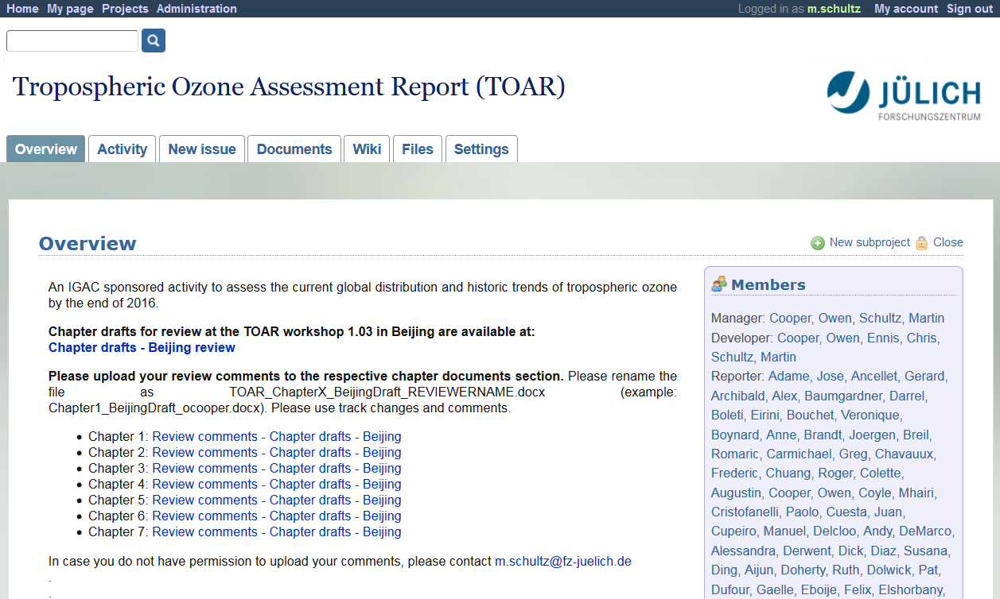 Home My page Projects Administration Logged in as m.schultz My account Sign out
Tropospheric Ozone Assessment Report (TOAR)
JÜLICH
FORSCHUNGSZENTRUM
Overview Activity New issue Documents Wiki Files Settings
Overview
New subproject Close
An IGAC sponsored activity to assess the current global distribution and historic trends of tropospheric ozone
by the end of 2016.
Chapter drafts for review at the TOAR workshop 1.03 in Beijing are available at:
Chapter drafts - Beijing review
Please upload your review comments to the respective chapter documents section. Please rename the
file as TOAR_ChapterX_BeijingDraft_REVIEWERNAME.docx (example:
Chapter1_BeijingDraft_ocooper.docx). Please use track changes and comments.
• Chapter 1: Review comments - Chapter drafts - Beijing
• Chapter 2: Review comments - Chapter drafts - Beijing
• Chapter 3: Review comments - Chapter drafts - Beijing
• Chapter 4: Review comments - Chapter drafts - Beijing
• Chapter 5: Review comments - Chapter drafts - Beijing
• Chapter 6: Review comments - Chapter drafts - Beijing
• Chapter 7: Review comments - Chapter drafts - Beijing
In case you do not have permission to upload your comments, please contact m.schultz@fz-juelich.de
.
.
Members
Manager: Cooper, Owen, Schultz, Martin
Developer: Cooper, Owen, Ennis, Chris,
Schultz, Martin
Reporter: Adame, Jose, Ancellet, Gerard,
Archibald, Alex, Baumgardner, Darrel,
Boleti, Eirini, Bouchet, Veronique,
Boynard, Anne, Brandt, Joergen, Breil,
Romaric, Carmichael, Greg, Chavauux,
Frederic, Chuang, Roger, Colette,
Augustin, Cooper, Owen, Coyle, Mhairi,
Cristofanelli, Paolo, Cuesta, Juan,
Cupeiro, Manuel, Delcloo, Andy, DeMarco,
Alessandra, Derwent, Dick, Diaz, Susana,
Ding, Aijun, Doherty, Ruth, Dolwick, Pat,
Dufour, Gaelle, Eboije, Felix, Elshorbany,